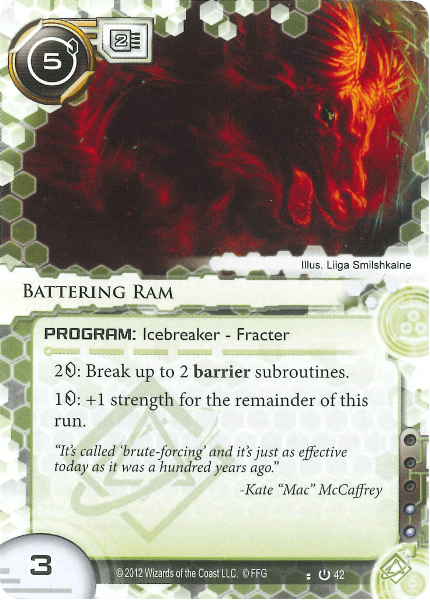 5
2
Illus. Liiga Smilshkalne
BATTERING RAM
PROGRAM: Icebreaker - Fracter
2: Break up to 2 barrier subroutines.
1: +1 strength for the remainder of this
run.
“It’s called ‘brute-forcing’ and it’s just as effective
today as it was a hundred years ago.”
-Kate “Mac” McCaffrey
3
© 2012 Wizards of the Coast LLC. © FFG
42